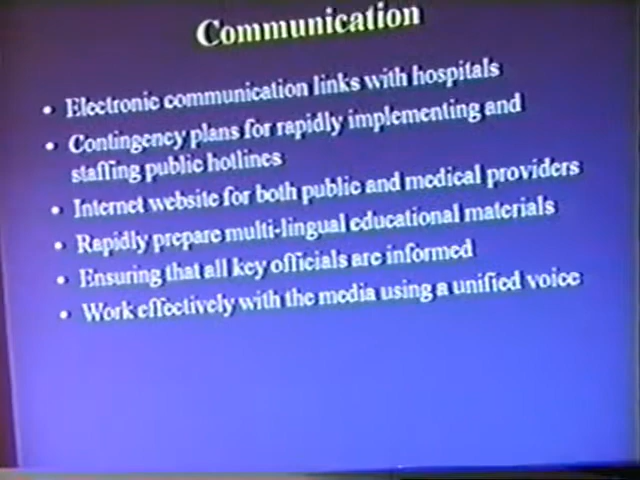 Communication
• Electronic communication links with hospitals
• Contingency plans for rapidly implementing and
staffing public hotlines
• Internet website for both public and medical providers
• Rapidly prepare multi-lingual educational materials
• Ensuring that all key officials are informed
• Work effectively with the media using a unified voice